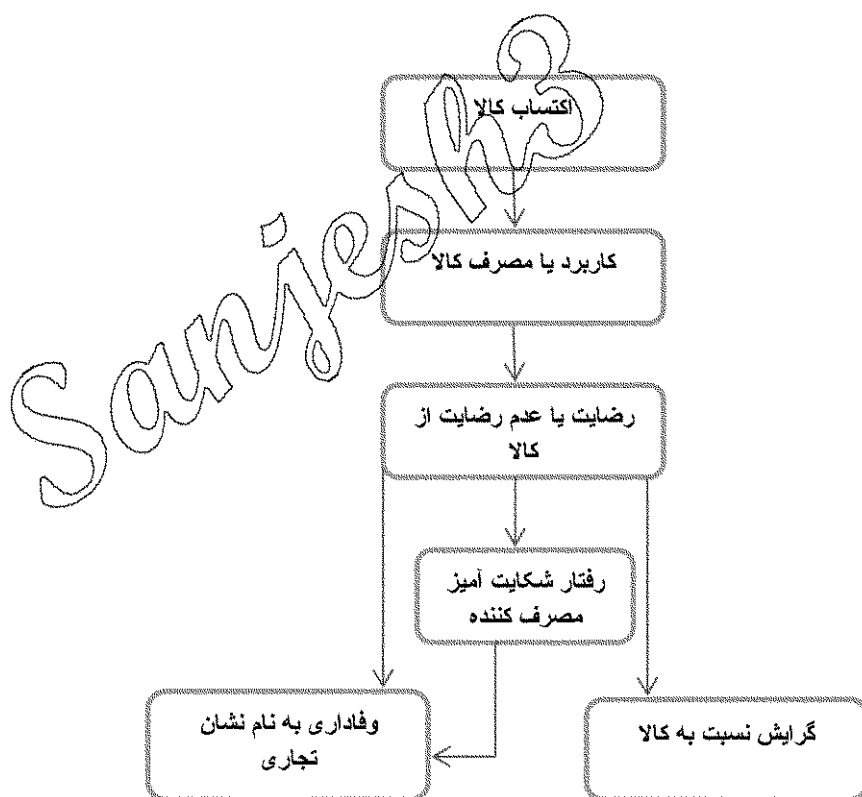 اکتساب کالا
کاربرد یا مصرف کالا
رضایت یا عدم رضایت از
کالا
رفتار شکایت آمیز
مصرف کننده
وفاداری به نام نشان
تجاری
گرایش نسبت به کالا
Sanjesh3